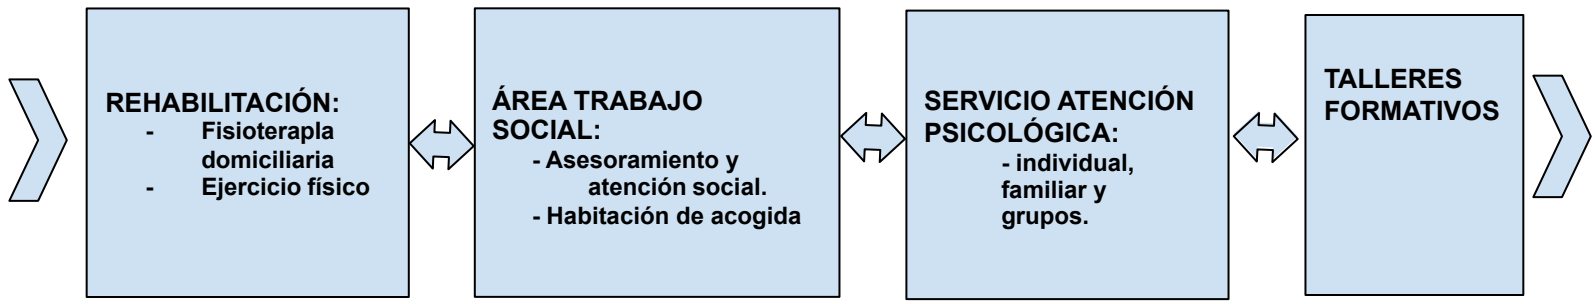 REHABILITACIÓN:
- Fisioterapla
domiciliaria
- Ejercicio físico
ÁREA TRABAJO
SOCIAL:
- Asesoramiento y
atención social.
- Habitación de acogida
SERVICIO ATENCIÓN
PSICOLÓGICA:
- individual,
familiar y
grupos.
TALLERES
FORMATIVOS